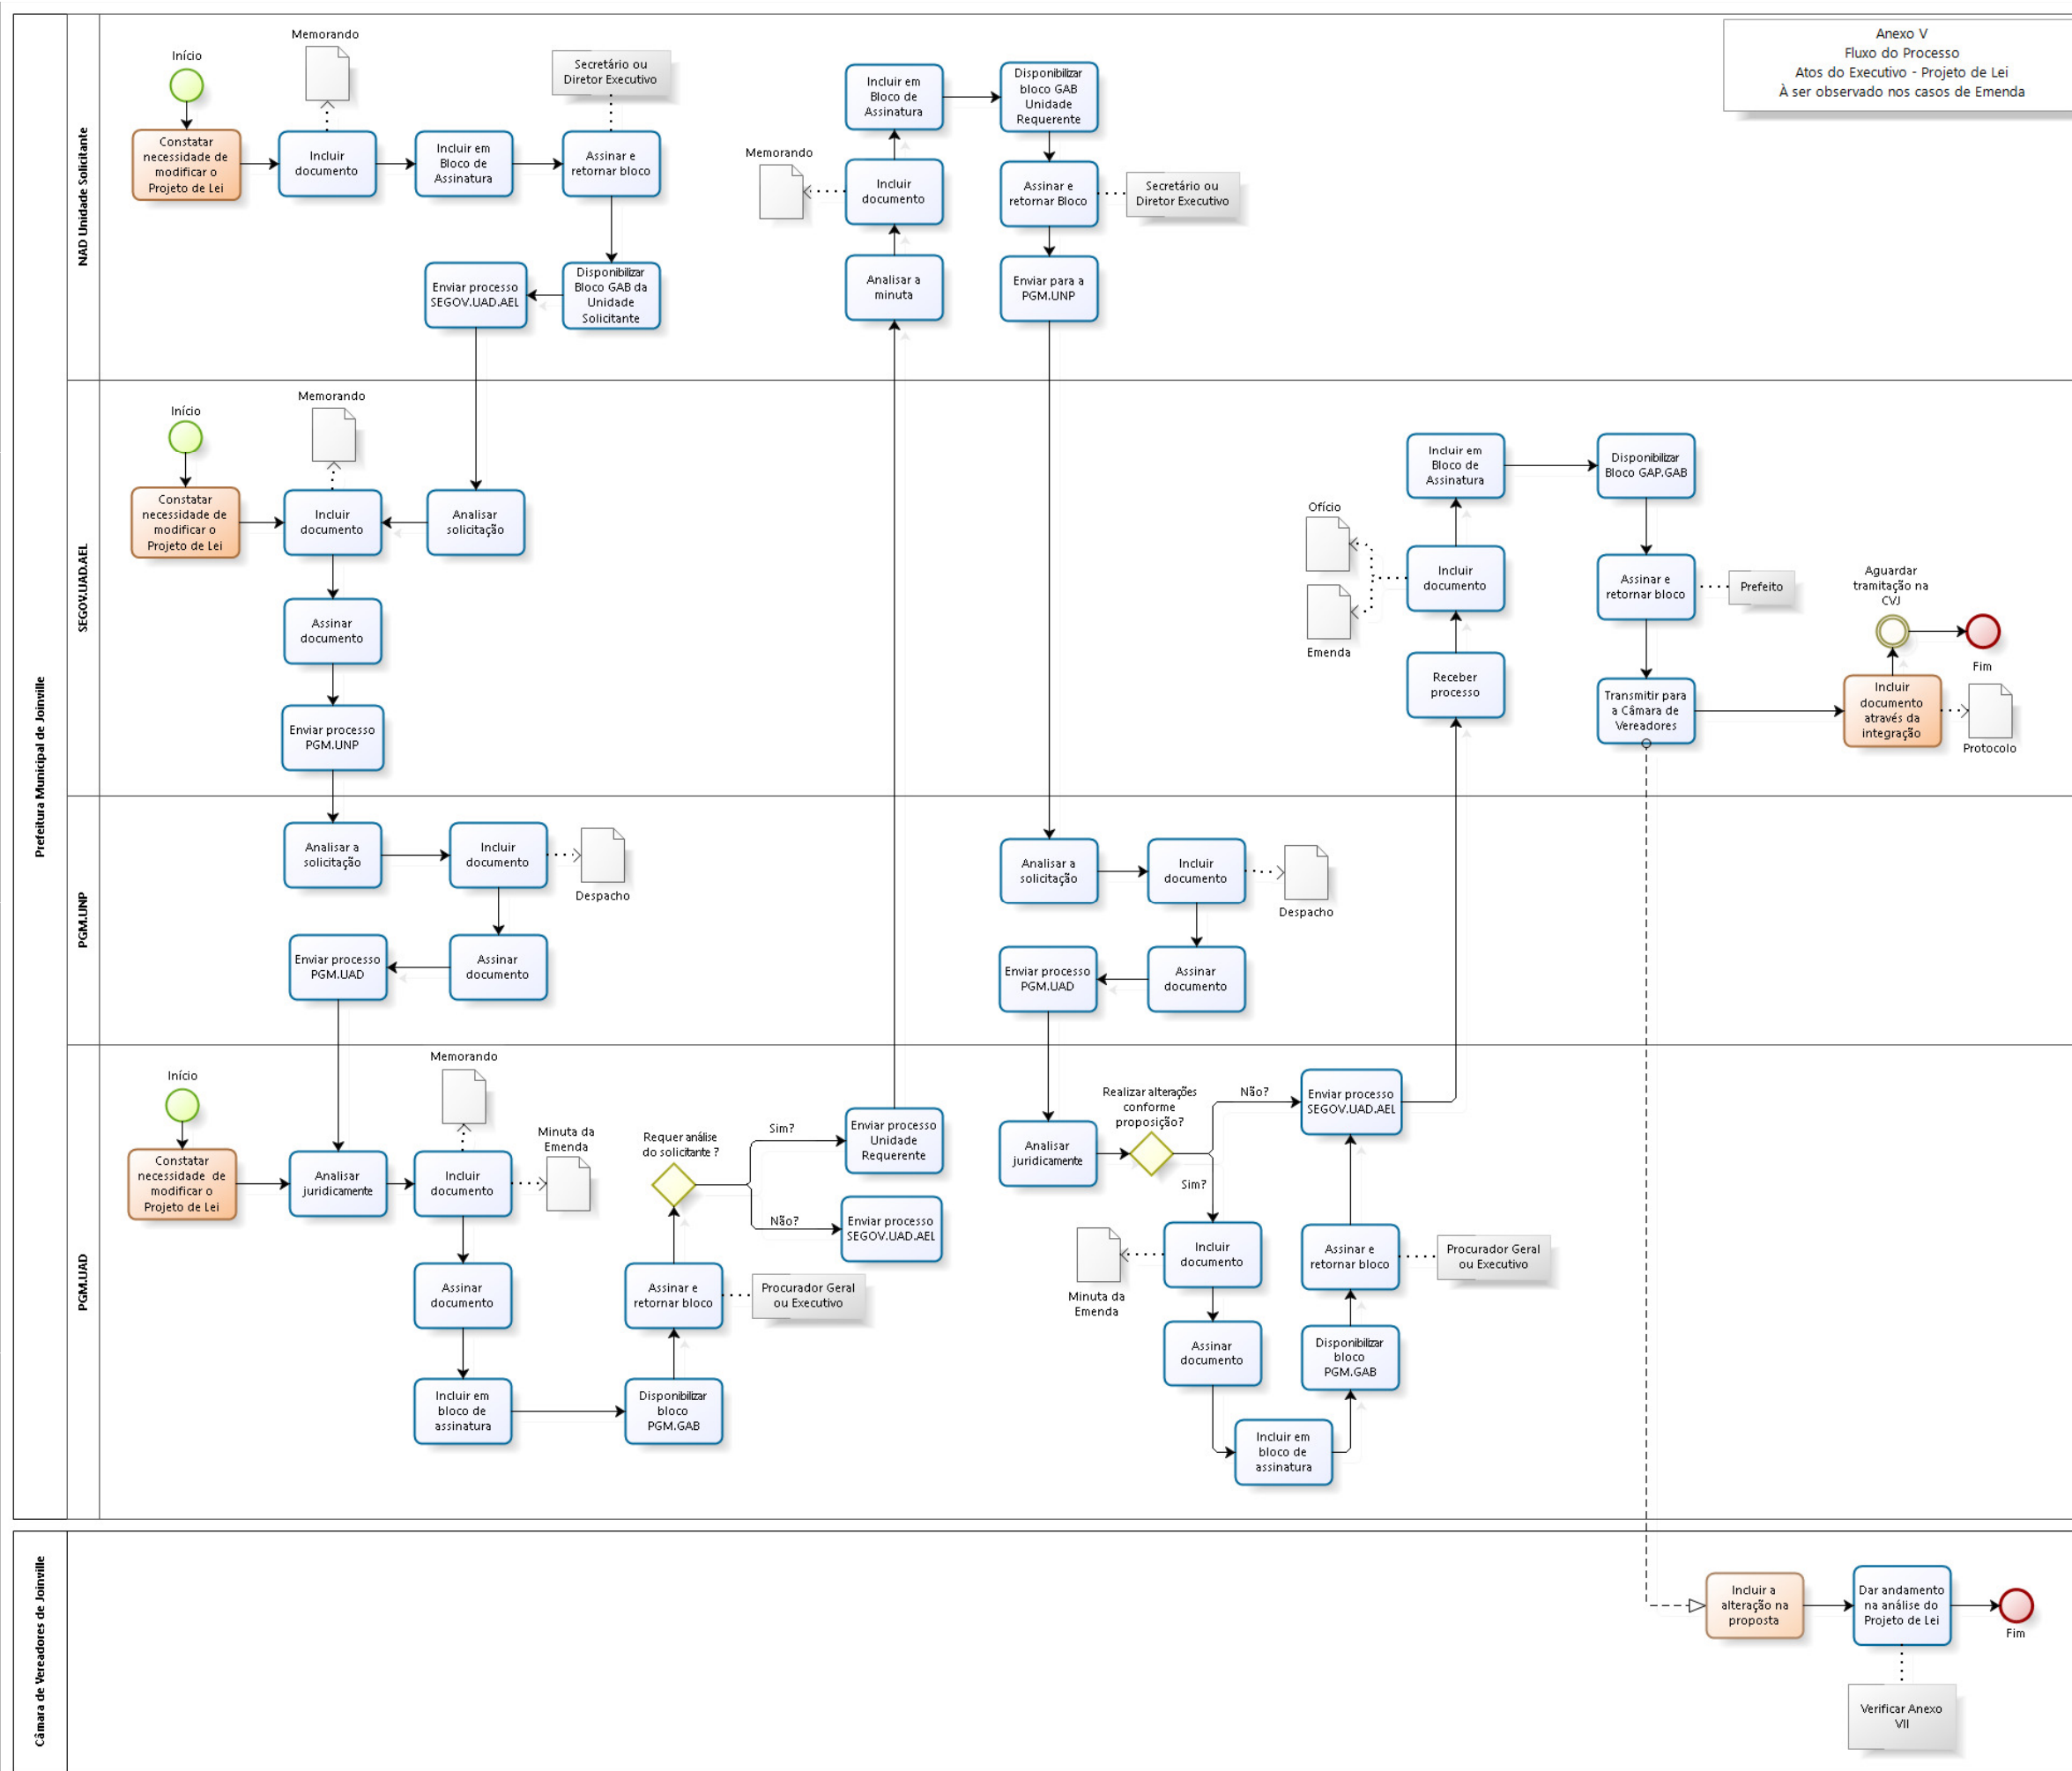 Anexo V
Fluxo do Processo
Atos do Executivo - Projeto de Lei
À ser observado nos casos de Emenda
Prefeitura Municipal de Joinville
NAD Unidade Solicitante
Início
Constatar
necessidade de
modificar o
Projeto de Lei
Memorando
Incluir
documento
Incluir em
Bloco de
Assinatura
Secretário ou
Diretor Executivo
Assinar e
retornar bloco
Disponibilizar
Bloco GAB da
Unidade
Solicitante
Enviar processo
SEGOV.UAD.AEL
Incluir em
Bloco de
Assinatura
Memorando
Incluir
documento
Analisar a
minuta
Disponibilizar
bloco GAB
Unidade
Requerente
Assinar e
retornar Bloco
Secretário ou
Diretor Executivo
Enviar para a
PGM.UNP
SEGOV.UAD.AEL
Início
Constatar
necessidade de
modificar o
Projeto de Lei
Memorando
Incluir
documento
Analisar
solicitação
Assinar
documento
Enviar processo
PGM.UNP
Incluir em
Bloco de
Assinatura
Disponibilizar
Bloco GAP.GAB
Ofício
Incluir
documento
Emenda
Receber
processo
Assinar e
retornar bloco
Prefeito
Transmitir para
a Câmara de
Vereadores
Aguardar
tramitação na
CVJ
Fim
Incluir
documento
através da
integração
Protocolo
PGM.UNP
Analisar a
solicitação
Incluir
documento
Despacho
Enviar processo
PGM.UAD
Assinar
documento
Analisar a
solicitação
Incluir
documento
Despacho
Enviar processo
PGM.UAD
Assinar
documento
PGM.UAD
Início
Constatar
necessidade de
modificar o
Projeto de Lei
Analisar
juridicamente
Memorando
Incluir
documento
Minuta da
Emenda
Assinar
documento
Incluir em
bloco de
assinatura
Disponibilizar
bloco
PGM.GAB
Assinar e
retornar bloco
Procurador Geral
ou Executivo
Requer análise
do solicitante ?
Sim?
Não?
Enviar processo
Unidade
Requerente
Enviar processo
SEGOV.UAD.AEL
Analisar
juridicamente
Realizar alterações
conforme
proposição?
Não?
Sim?
Enviar processo
SEGOV.UAD.AEL
Incluir
documento
Minuta da
Emenda
Assinar
documento
Incluir em
bloco de
assinatura
Disponibilizar
bloco
PGM.GAB
Assinar e
retornar bloco
Procurador Geral
ou Executivo
Câmara de Vereadores de Joinville
Incluir a
alteração na
proposta
Dar andamento
na análise do
Projeto de Lei
Fim
Verificar Anexo
VII